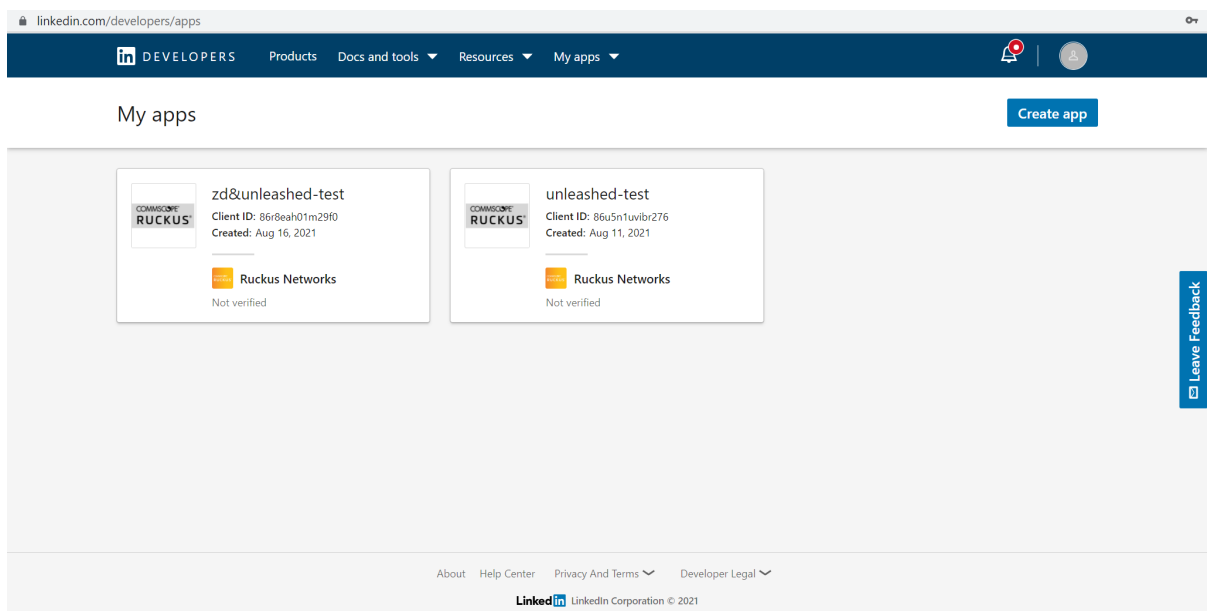 linkedin.com/developers/apps
in DEVELOPERS Products Docs and tools Resources My apps
My apps
Create app
zd&unleashed-test
COMMSCOPE
RUCKUS
Client ID: 86r8eah01m29f0
Created: Aug 16, 2021
Ruckus Networks
Not verified
unleashed-test
COMMSCOPE
RUCKUS
Client ID: 86u5n1uvibr276
Created: Aug 11, 2021
Ruckus Networks
Not verified
Leave Feedback
About Help Center Privacy And Terms Developer Legal
Linked in LinkedIn Corporation © 2021